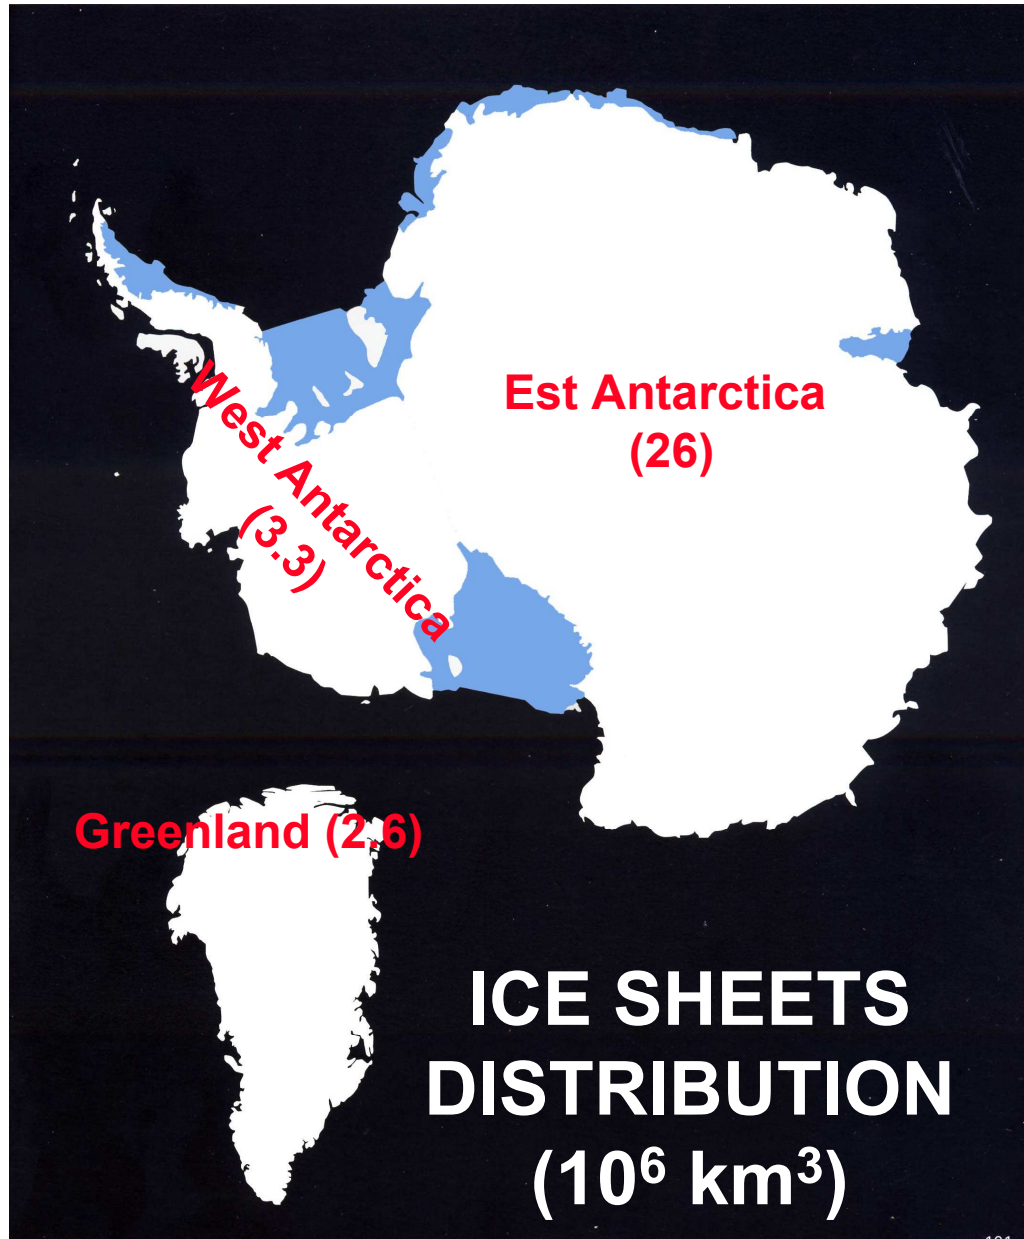 Est Antarctica
(26)
West Antarctica
(3.3)
Greenland (2.6)
ICE SHEETS
DISTRIBUTION
(10⁶ km³)